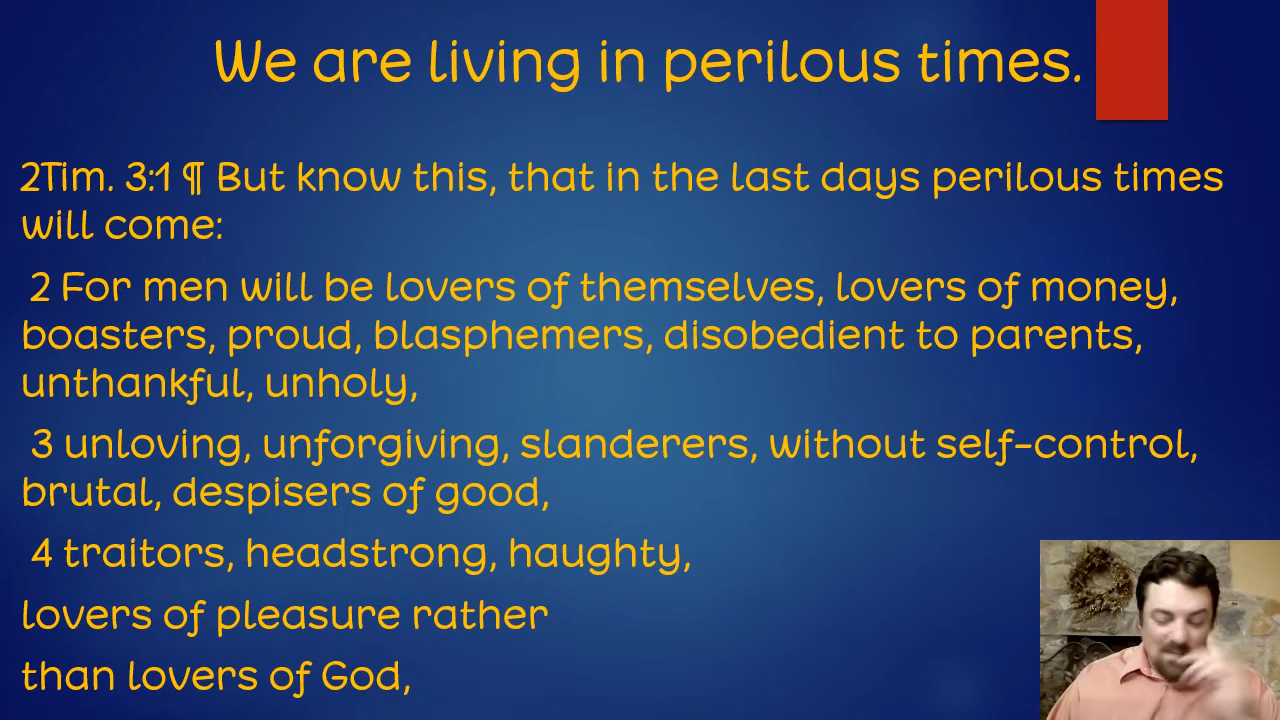 We are living in perilous times.
2Tim. 3:1 ¶ But know this, that in the last days perilous times
will come:
2 For men will be lovers of themselves, lovers of money,
boasters, proud, blasphemers, disobedient to parents,
unthankful, unholy,
3 unloving, unforgiving, slanderers, without self-control,
brutal, despisers of good,
4 traitors, headstrong, haughty,
lovers of pleasure rather
than lovers of God,